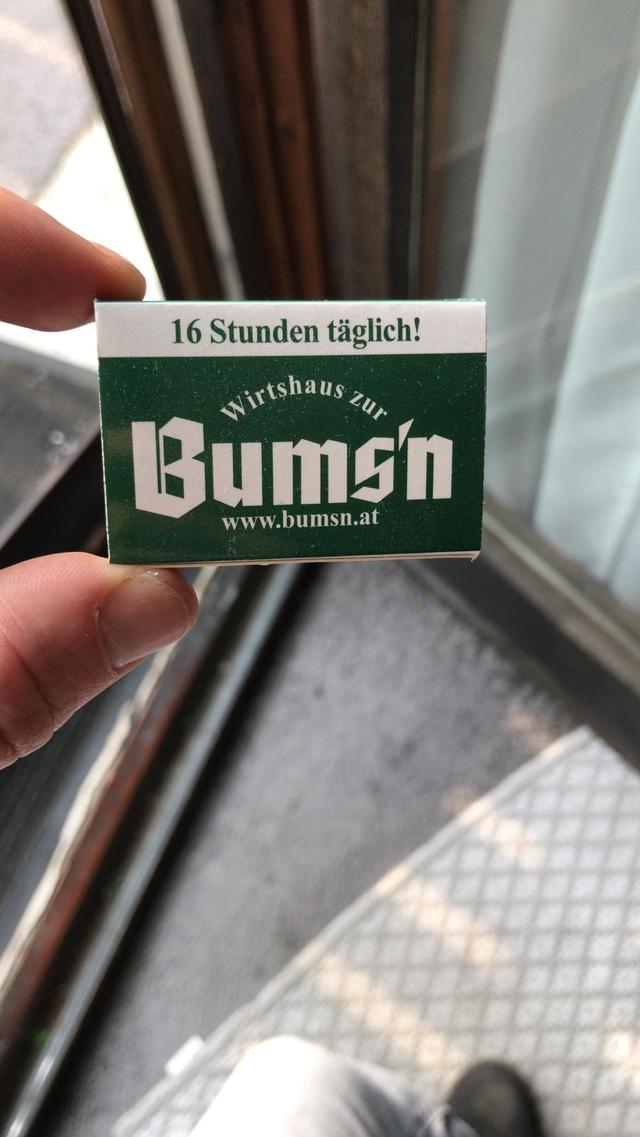 16 Stunden täglich!
Wirtshaus zur
Bums'n
www.bumsn.at